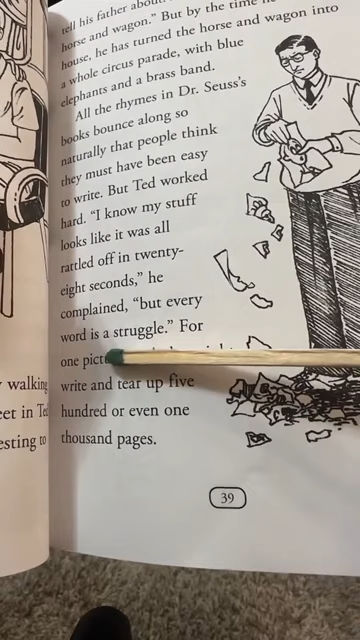 walking
eet in Te
esting to
tell his father about
horse and wagon." But by the time
house, he has turned the horse and wagon into
a whole circus parade, with blue
elephants and a brass band.
All the rhymes in Dr. Seuss's
books bounce along so
naturally that people think
they must have been easy
to write. But Ted worked
hard. "I know my stuff
looks like it was all
rattled off in twenty-
eight seconds," he
complained, "but every
word is a struggle." For
one pict
write and tear up five
hundred or even one
thousand pages.
39